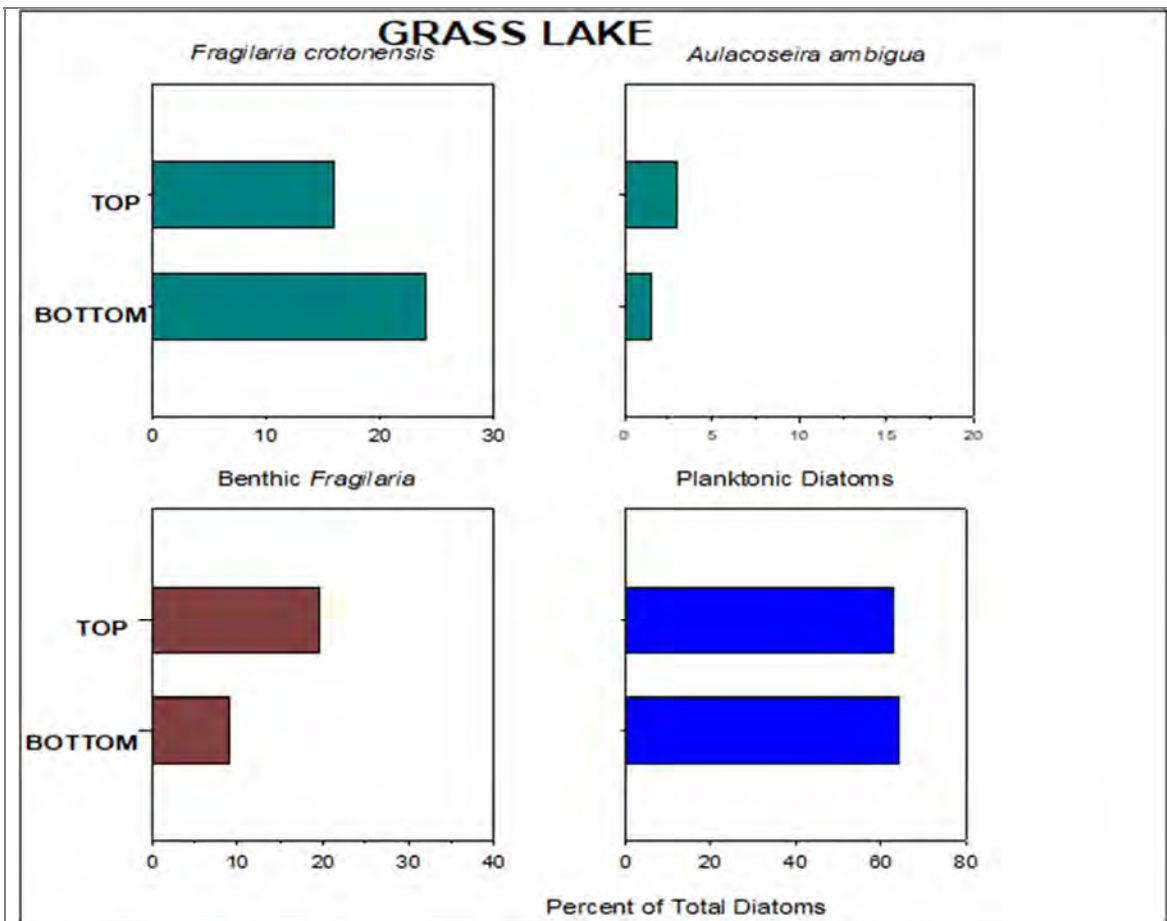 GRASS LAKE
Fragilaria crotonensis
Aulacoseira ambigua
TOP
BOTTOM
0 10 20 30
0 5 10 15 20
Benthic Fragilaria
Planktonic Diatoms
TOP
BOTTOM
0 10 20 30 40
0 20 40 60 80
Percent of Total Diatoms